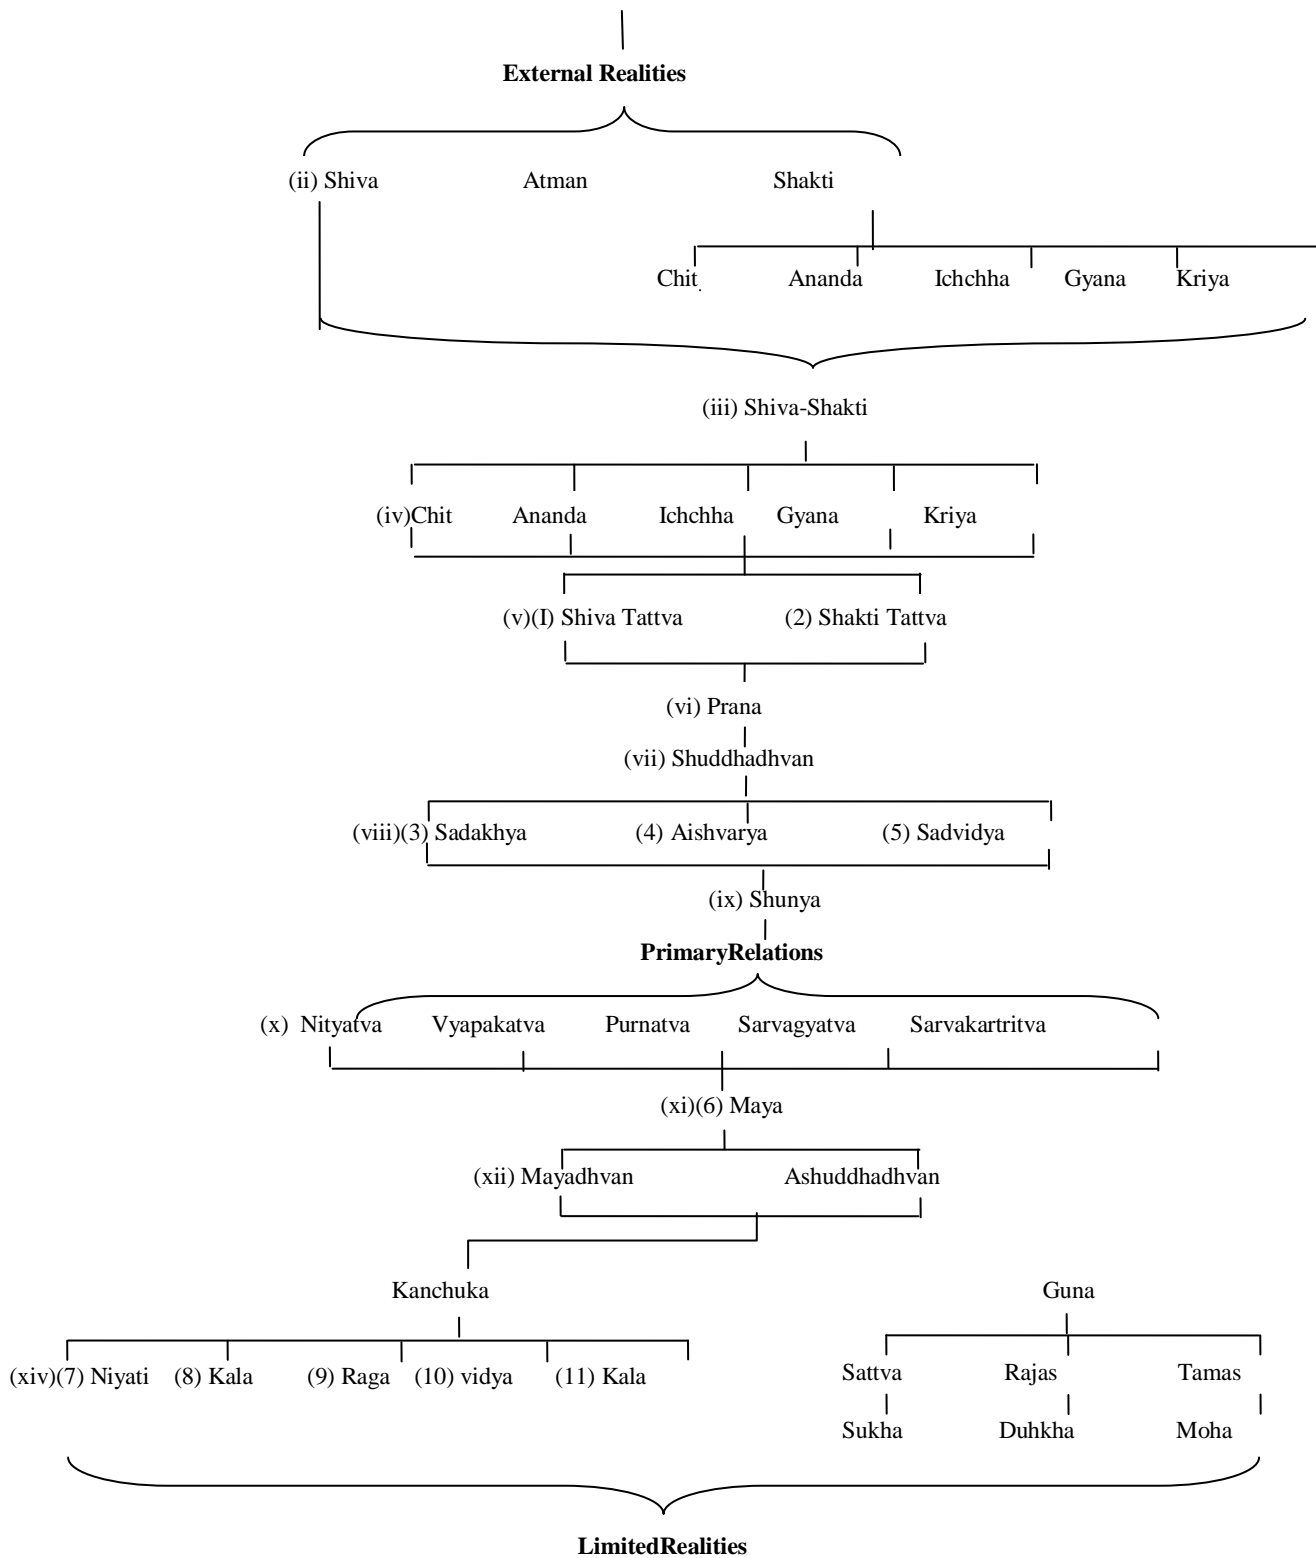 External Realities
(ii) Shiva Atman Shakti
Chit Ananda Ichchha Gyana Kriya
(iii) Shiva-Shakti
(iv)Chit Ananda Ichchha Gyana Kriya
(v)(I) Shiva Tattva (2) Shakti Tattva
(vi) Prana
(vii) Shuddhadhvan
(viii)(3) Sadakhya (4) Aishvarya (5) Sadvidya
(ix) Shunya
PrimaryRelations
(x) Nityatva Vyapakatva Purnatva Sarvagyatva Sarvakartritva
(xi)(6) Maya
(xii) Mayadhvan Ashuddhadhvan
Kanchuka Guna
(xiv)(7) Niyati (8) Kala (9) Raga (10) vidya (11) Kala Sattva Rajas Tamas
Sukha Duhkha Moha
LimitedRealities